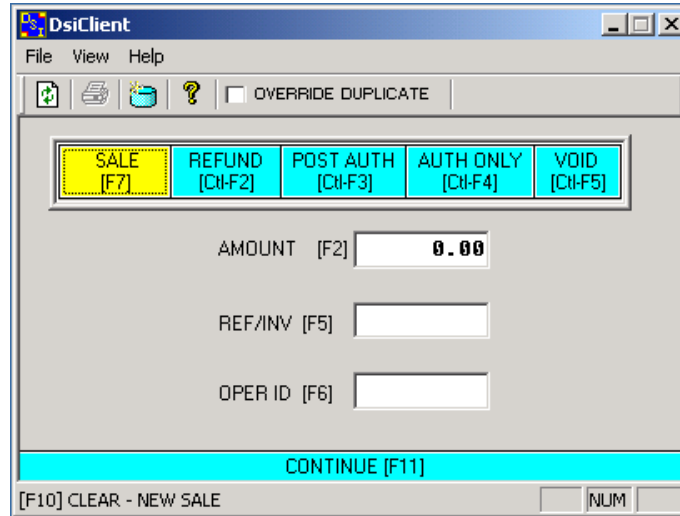 DsiClient
File View Help
OVERRIDE DUPLICATE
SALE REFUND POST AUTH AUTH ONLY VOID
[F7] [Ctl-F2] [Ctl-F3] [Ctl-F4] [Ctl-F5]
AMOUNT [F2] 0.00
REF/INV [F5]
OPER ID [F6]
CONTINUE [F11]
[F10] CLEAR - NEW SALE NUM